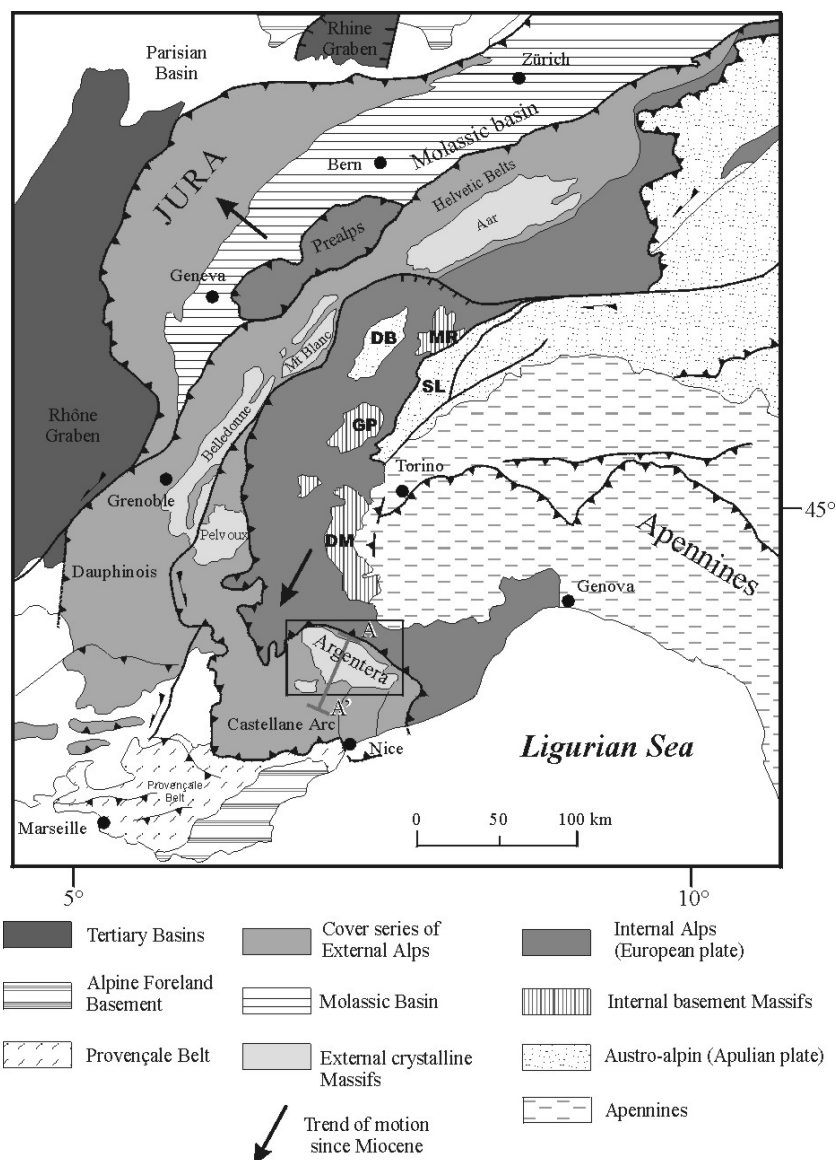 Parisian
Basin
Rhine
Graben
Zürich
Molassic basin
Bern
JURA
Helvetic Belts
Aar
Prealps
Geneva
Mt Blanc
DB
MR
SL
Rhône
Graben
Belledonne
GP
Torino
Grenoble
45°
Pelvoux
DM
Apennines
Dauphinois
Genova
A
Argentera
A'
Castellane Arc
Nice
Ligurian Sea
Provençale
Belt
Marseille
0 50 100 km
5° 10°
Tertiary Basins
Cover series of
External Alps
Internal Alps
(European plate)
Alpine Foreland
Basement
Molassic Basin
Internal basement Massifs
Provençale Belt
External crystalline
Massifs
Austro-alpin (Apulian plate)
Trend of motion
since Miocene
Apennines